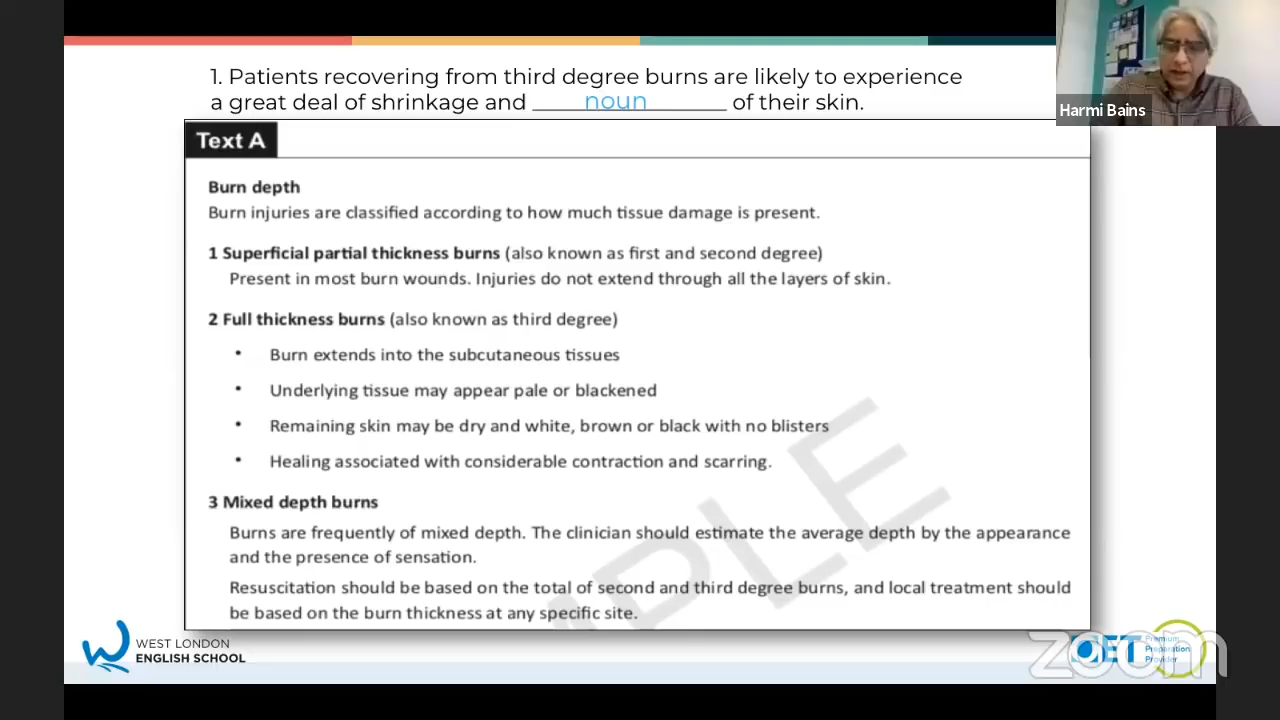 1. Patients recovering from third degree burns are likely to experience
a great deal of shrinkage and ____noun____ of their skin.
Harmi Bains
Text A
Burn depth
Burn injuries are classified according to how much tissue damage is present.
1 Superficial partial thickness burns (also known as first and second degree)
Present in most burn wounds. Injuries do not extend through all the layers of skin.
2 Full thickness burns (also known as third degree)
• Burn extends into the subcutaneous tissues
• Underlying tissue may appear pale or blackened
• Remaining skin may be dry and white, brown or black with no blisters
• Healing associated with considerable contraction and scarring.
3 Mixed depth burns
Burns are frequently of mixed depth. The clinician should estimate the average depth by the appearance
and the presence of sensation.
Resuscitation should be based on the total of second and third degree burns, and local treatment should
be based on the burn thickness at any specific site.
WEST LONDON
ENGLISH SCHOOL
OET
Premium
Preparation
Provider
zoom